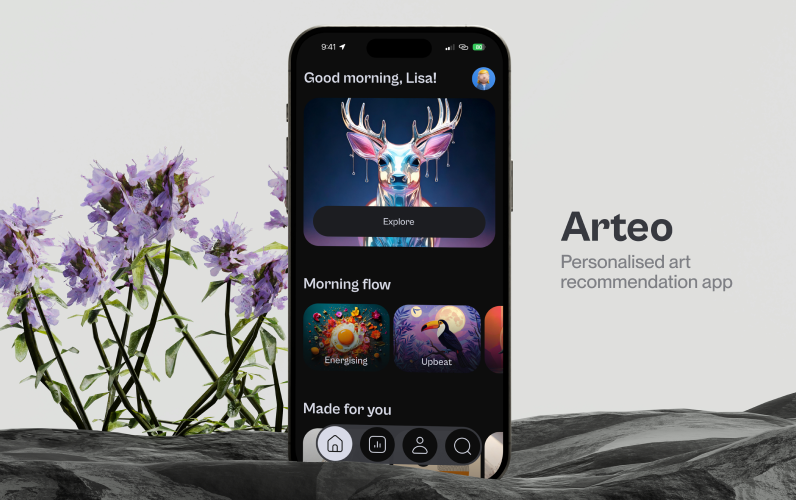 9:41
Good morning, Lisa!
Explore
Morning flow
Energising
Upbeat
Made for you
Arteo
Personalised art
recommendation app